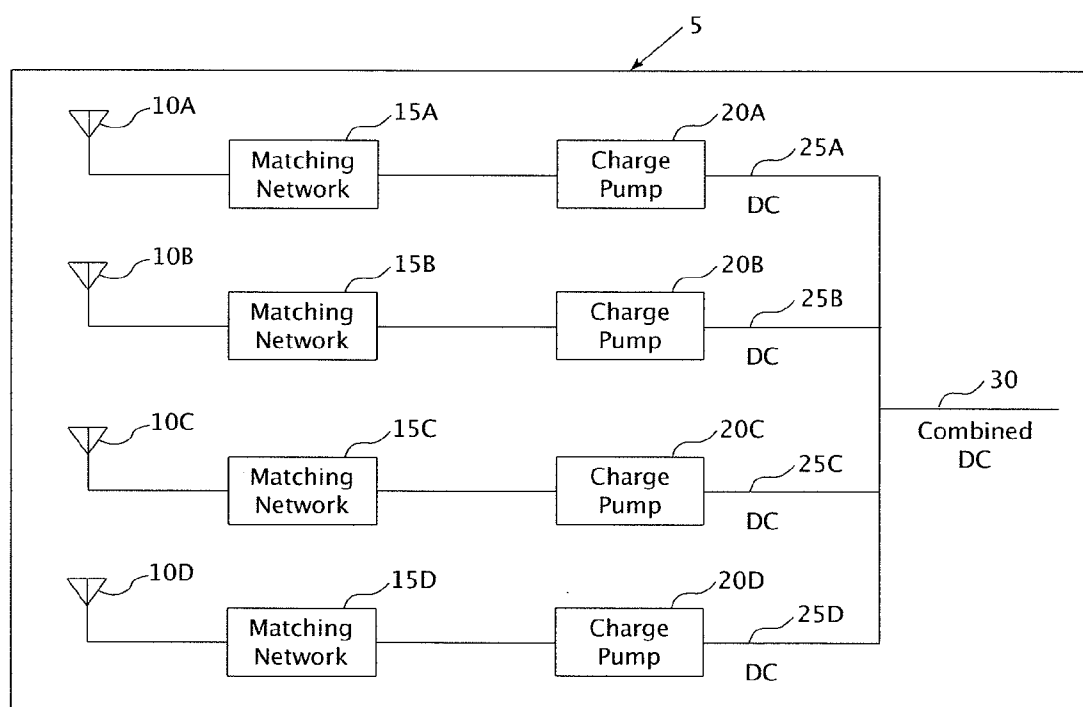 5
10A
15A
20A
25A
Matching
Network
Charge
Pump
DC
10B
15B
20B
25B
Matching
Network
Charge
Pump
DC
30
Combined
DC
10C
15C
20C
25C
Matching
Network
Charge
Pump
DC
10D
15D
20D
25D
Matching
Network
Charge
Pump
DC